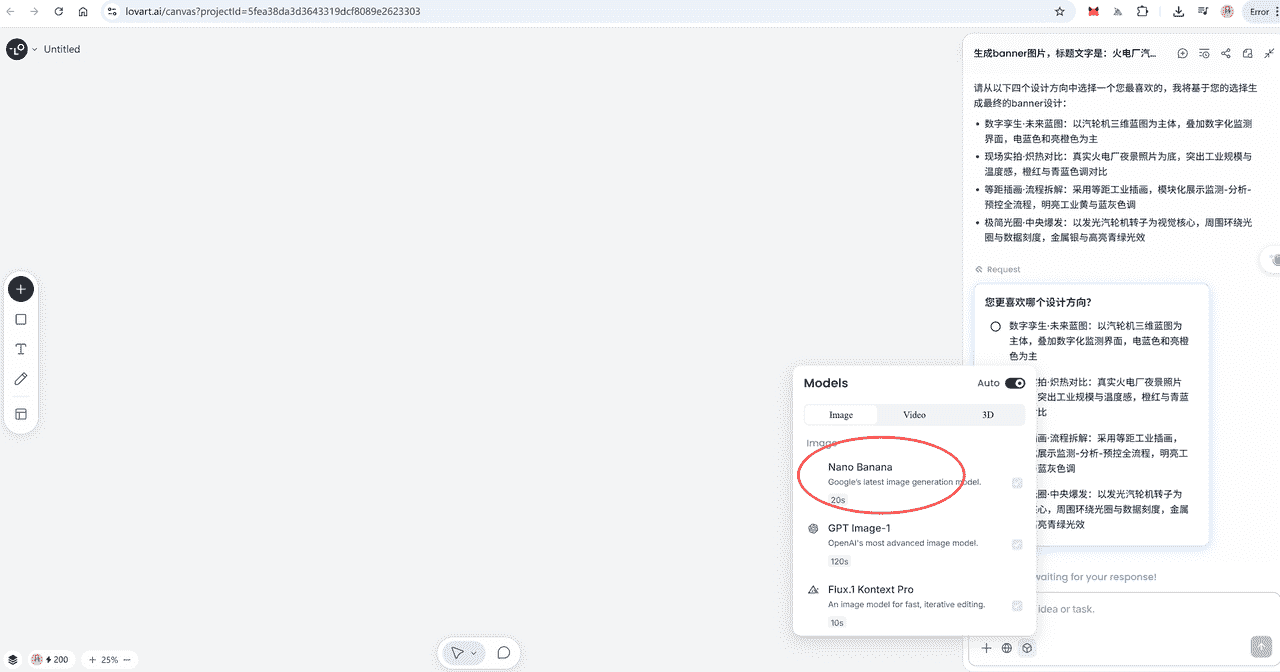 lovart.ai/canvas?projectId=5fea38da3d3643319dcf8089e2623303
Error
Untitled
生成banner图片，标题文字是：火电厂汽...
请从以下四个设计方向中选择一个您最喜欢的，我将基于您的选择生
成最终的banner设计：
• 数字孪生·未来蓝图：以汽轮机三维蓝图为主体，叠加数字化监测
界面，电蓝色和亮橙色为主
• 现场实拍·炽热对比：真实火电厂夜景照片为底，突出工业规模与
温度感，橙红与青蓝色调对比
• 等距插画·流程拆解：采用等距工业插画，模块化展示监测-分析-
预控全流程，明亮工业黄与蓝灰色调
• 极简光圈·中央爆发：以发光汽轮机转子为视觉核心，周围环绕光
圈与数据刻度，金属银与高亮青绿光效
Request
您更喜欢哪个设计方向?
数字孪生·未来蓝图：以汽轮机三维蓝图为
主体，叠加数字化监测界面，电蓝色和亮橙
色为主
拍·炽热对比：真实火电厂夜景照片
突出工业规模与温度感，橙红与青蓝
比
画·流程拆解：采用等距工业插画，
展示监测-分析-预控全流程，明亮工
蓝灰色调
圈·中央爆发：以发光汽轮机转子为
心，周围环绕光圈与数据刻度，金属
亮青绿光效
waiting for your response!
idea or task.
Models
Auto
Image
Video
3D
Image
Nano Banana
Google's latest image generation model.
20s
GPT Image-1
OpenAI's most advanced image model.
120s
Flux.1 Kontext Pro
An image model for fast, iterative editing.
10s
200
25%